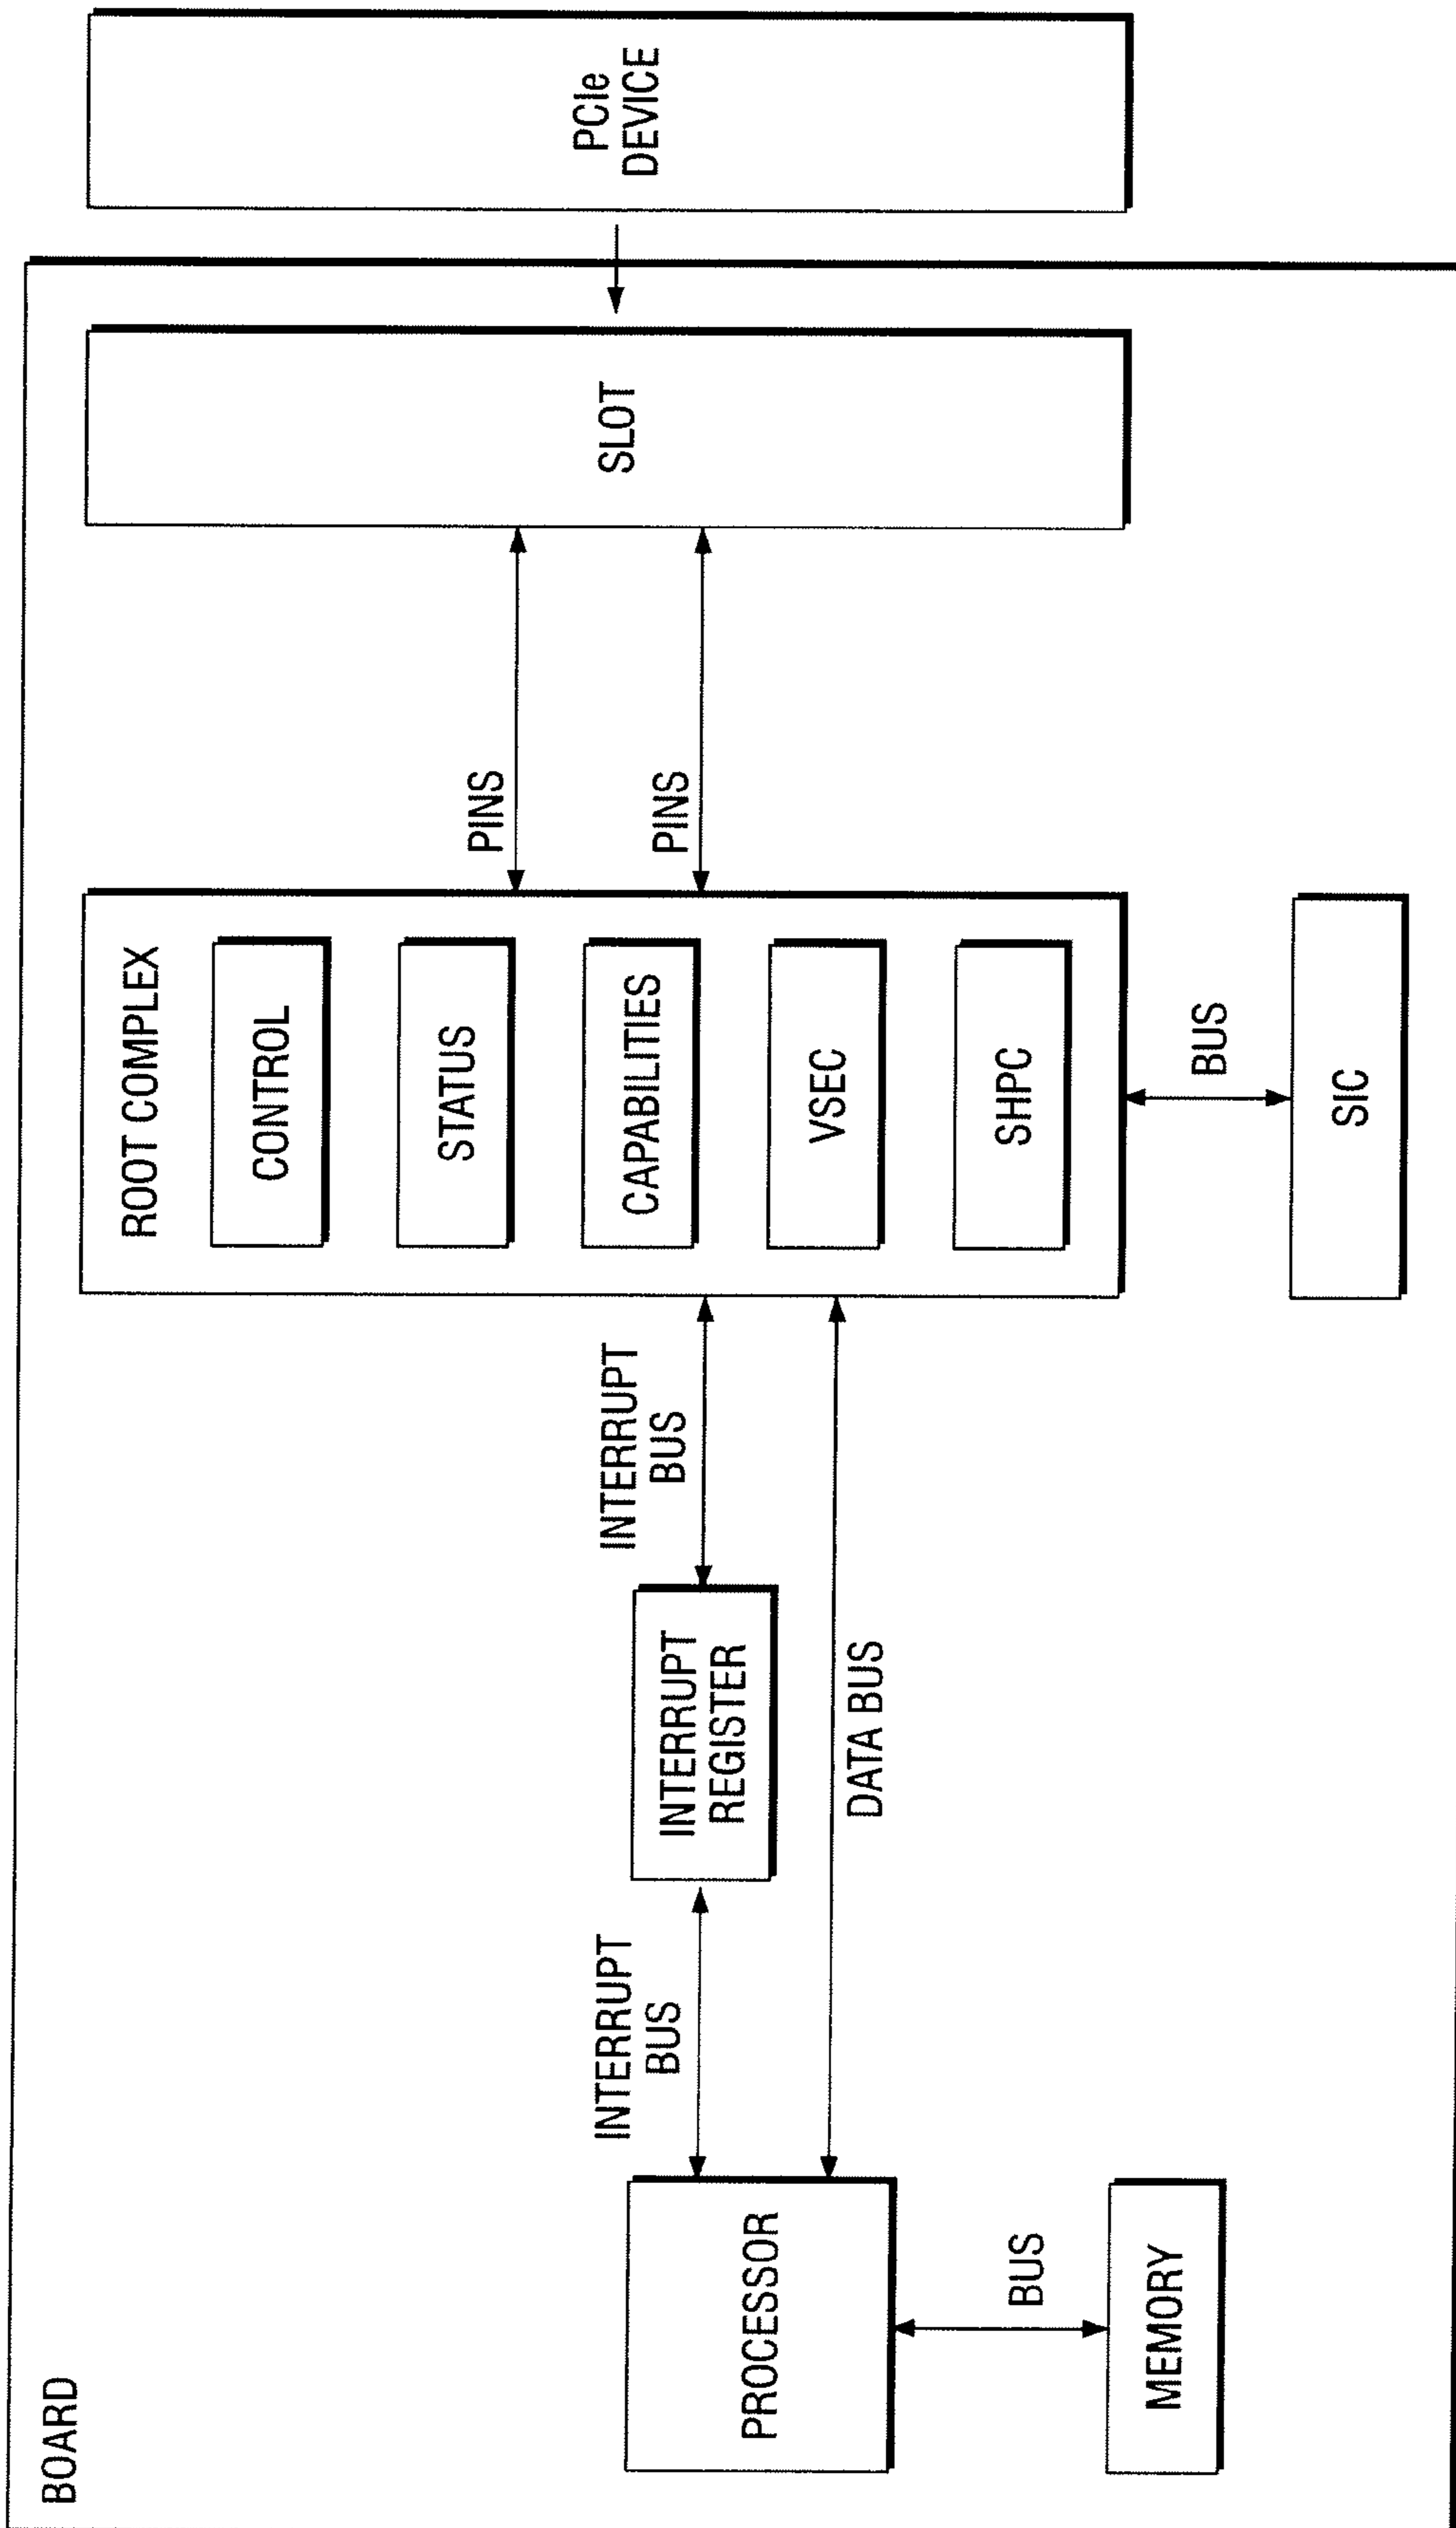 BOARD
PROCESSOR
BUS
MEMORY
INTERRUPT
BUS
INTERRUPT
REGISTER
INTERRUPT
BUS
DATA BUS
ROOT COMPLEX
CONTROL
STATUS
CAPABILITIES
VSEC
SHPC
BUS
SIC
PINS
PINS
SLOT
PCIe
DEVICE